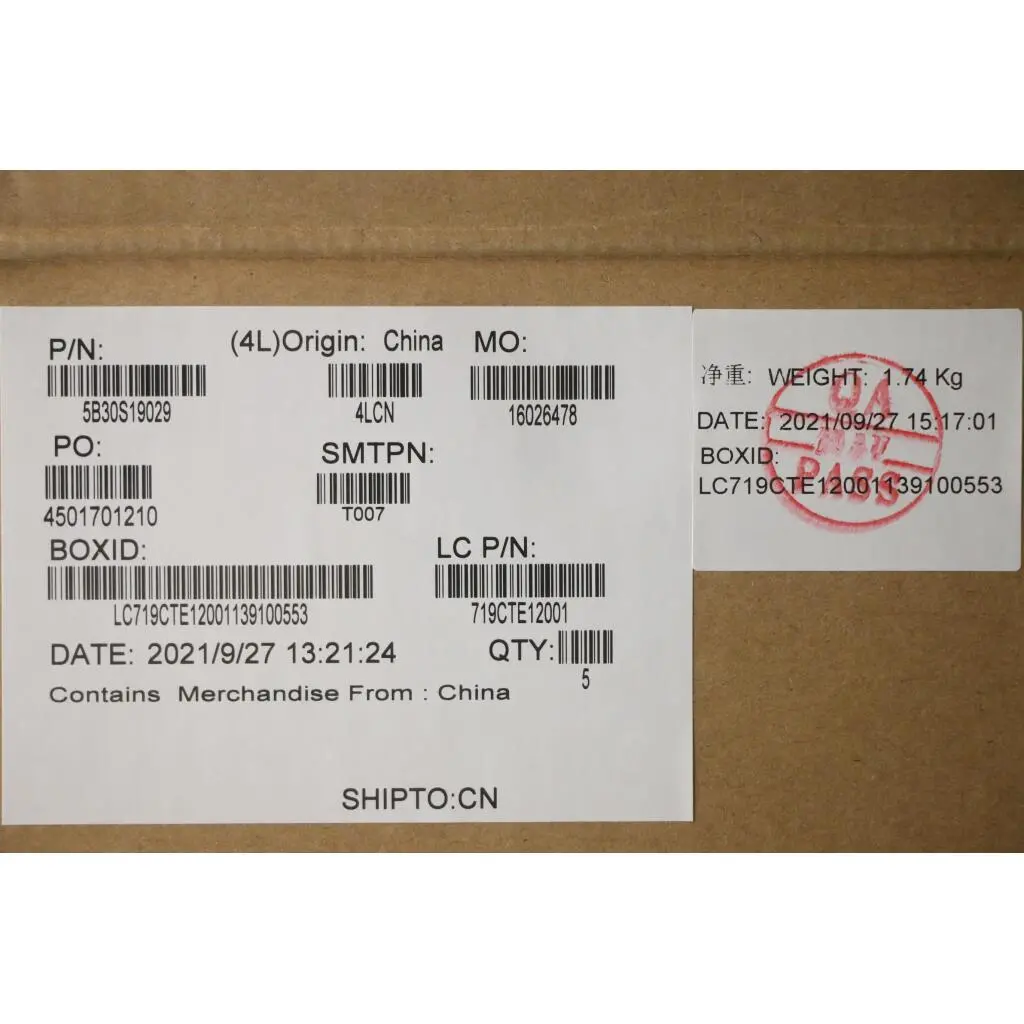 P/N:
5B30S19029
(4L)Origin: China
4LCN
MO:
16026478
PO:
4501701210
SMTPN:
T007
BOXID:
LC719CTE12001139100553
LC P/N:
719CTE12001
DATE: 2021/9/27 13:21:24
QTY:
5
Contains Merchandise From : China
SHIPTO:CN
净重: WEIGHT: 1.74 Kg
DATE: 2021/09/27 15:17:01
BOXID:
LC719CTE12001139100553
QA
PASS